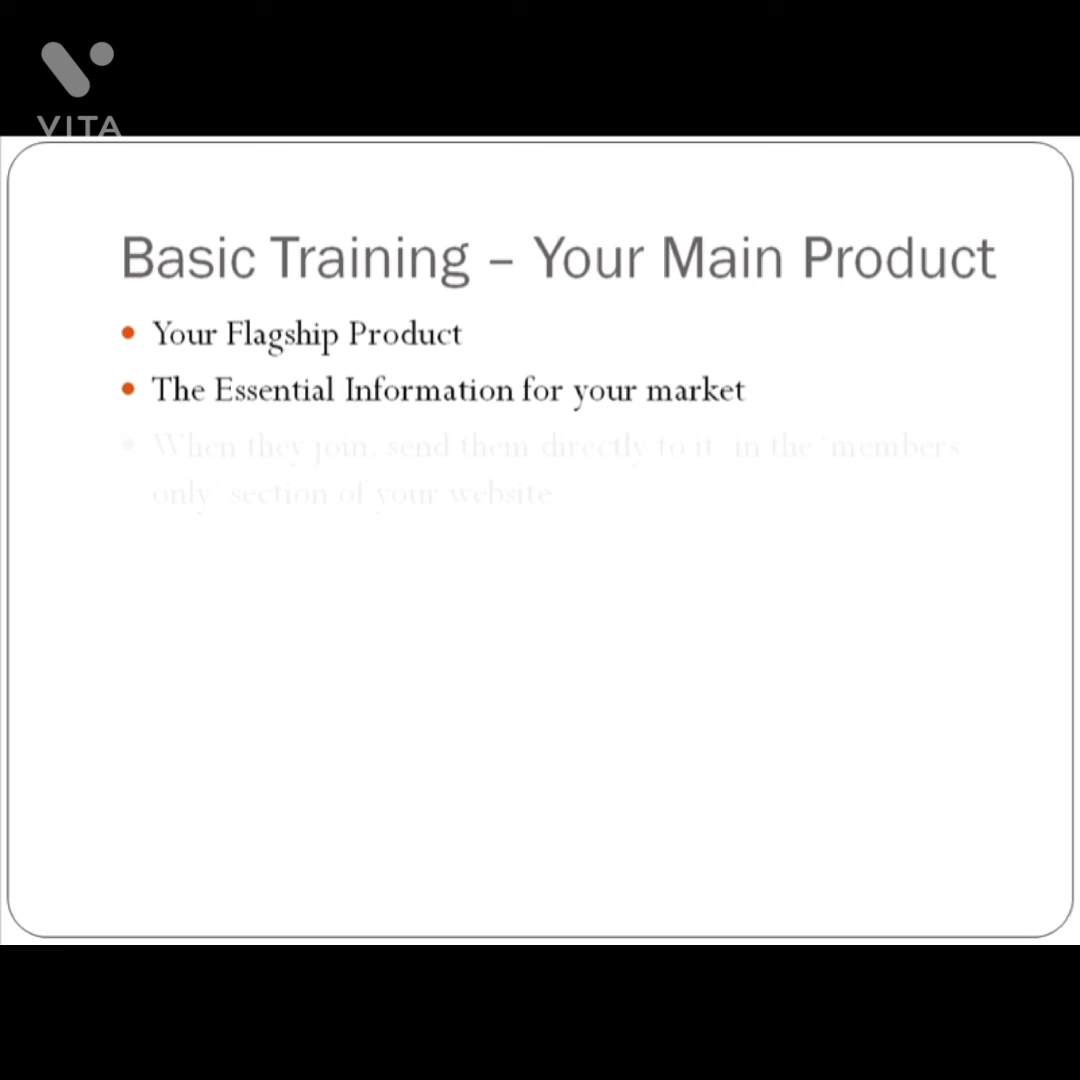 VITA
Basic Training – Your Main Product
• Your Flagship Product
• The Essential Information for your market
• When they join, send them directly to it, in the 'members
only' section of your website